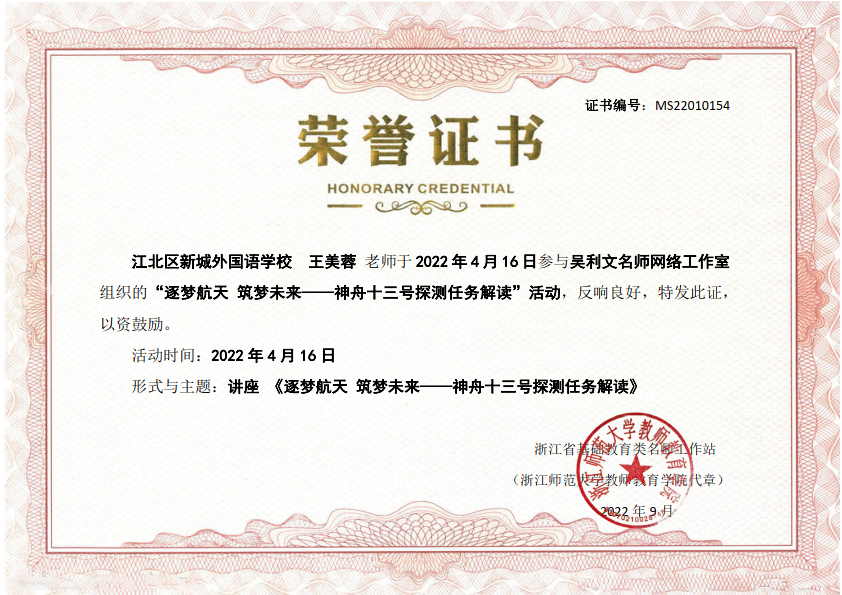 证书编号：MS22010154
荣誉证书
HONORARY CREDENTIAL
江北区新城外国语学校 王美蓉 老师于 2022 年 4 月 16 日参与吴利文名师网络工作室
组织的“逐梦航天 筑梦未来——神舟十三号探测任务解读”活动，反响良好，特发此证，
以资鼓励。
活动时间：2022 年 4 月 16 日
形式与主题：讲座 《逐梦航天 筑梦未来——神舟十三号探测任务解读》
浙江省基础教育类名师工作站
（浙江师范大学教师教育学院代章）
2022 年 9 月
浙江师范大学教师教育学院